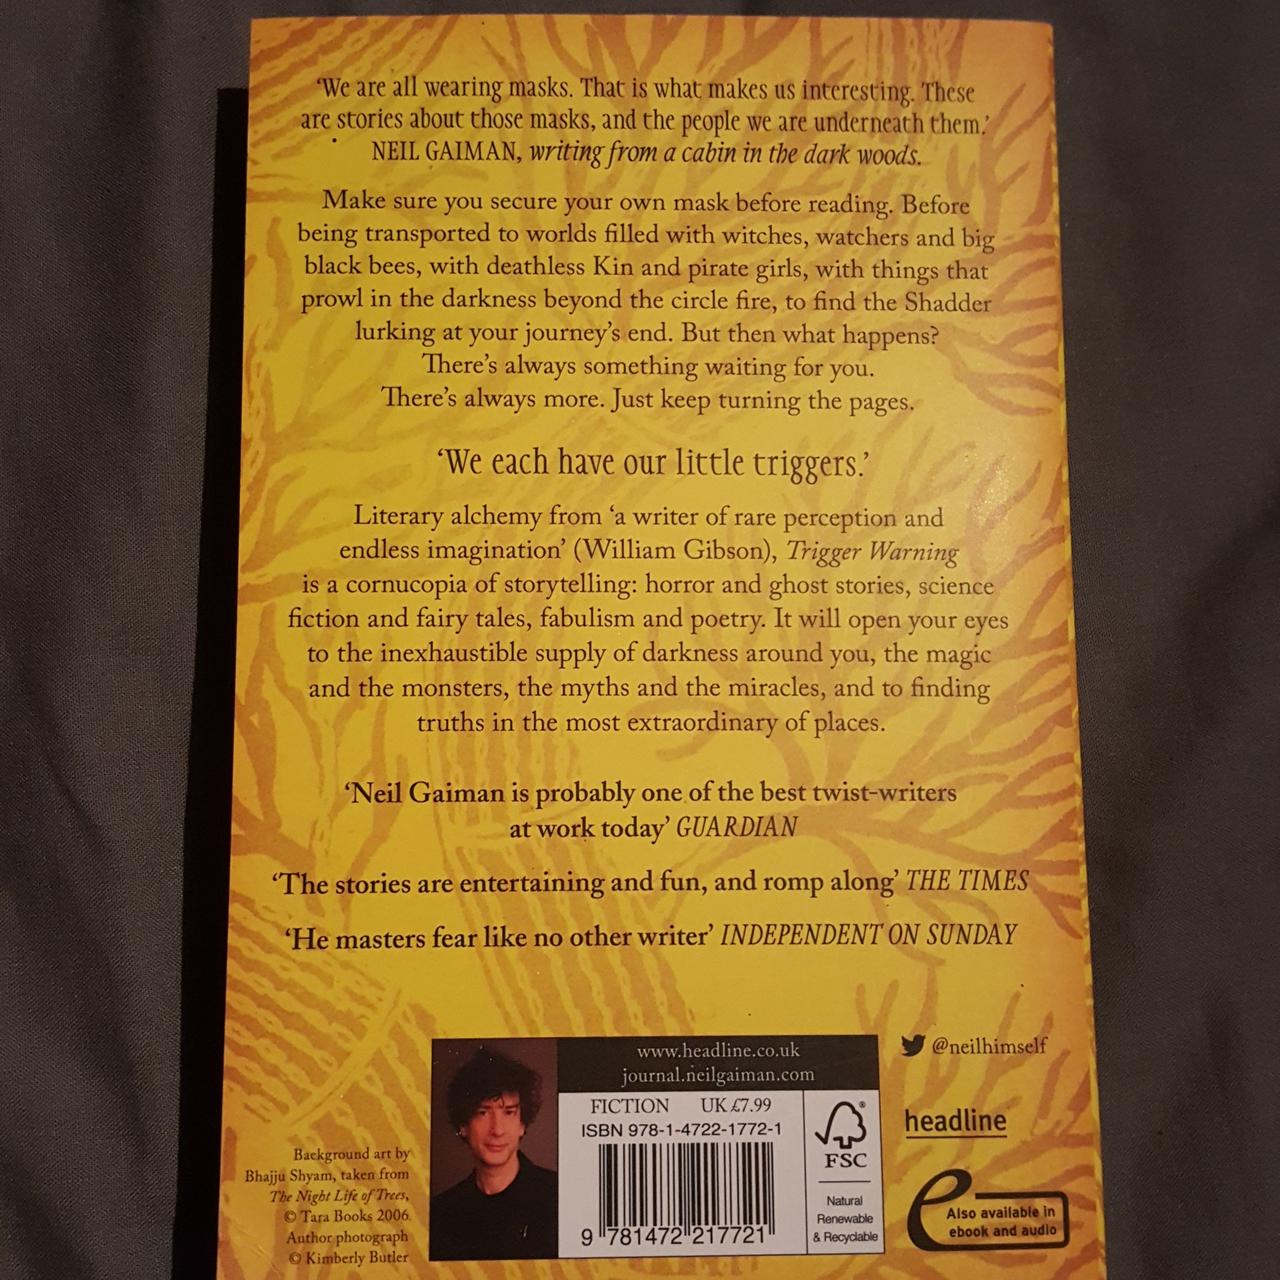 ‘We are all wearing masks. That is what makes us interesting. These
are stories about those masks, and the people we are underneath them.’
NEIL GAIMAN, writing from a cabin in the dark woods.
Make sure you secure your own mask before reading. Before
being transported to worlds filled with witches, watchers and big
black bees, with deathless Kin and pirate girls, with things that
prowl in the darkness beyond the circle fire, to find the Shadder
lurking at your journey’s end. But then what happens?
There’s always something waiting for you.
There’s always more. Just keep turning the pages.
‘We each have our little triggers.’
Literary alchemy from ‘a writer of rare perception and
endless imagination’ (William Gibson), Trigger Warning
is a cornucopia of storytelling: horror and ghost stories, science
fiction and fairy tales, fabulism and poetry. It will open your eyes
to the inexhaustible supply of darkness around you, the magic
and the monsters, the myths and the miracles, and to finding
truths in the most extraordinary of places.
‘Neil Gaiman is probably one of the best twist-writers
at work today’ GUARDIAN
‘The stories are entertaining and fun, and romp along’ THE TIMES
‘He masters fear like no other writer’ INDEPENDENT ON SUNDAY
Background art by
Bhajju Shyam, taken from
The Night Life of Trees,
© Tara Books 2006
Author photograph
© Kimberly Butler
www.headline.co.uk
journal.neilgaiman.com
FICTION UK £7.99
ISBN 978-1-4722-1772-1
9 781472 217721
®
FSC
Natural
Renewable
& Recyclable
@neilhimself
headline
e
Also available in
ebook and audio